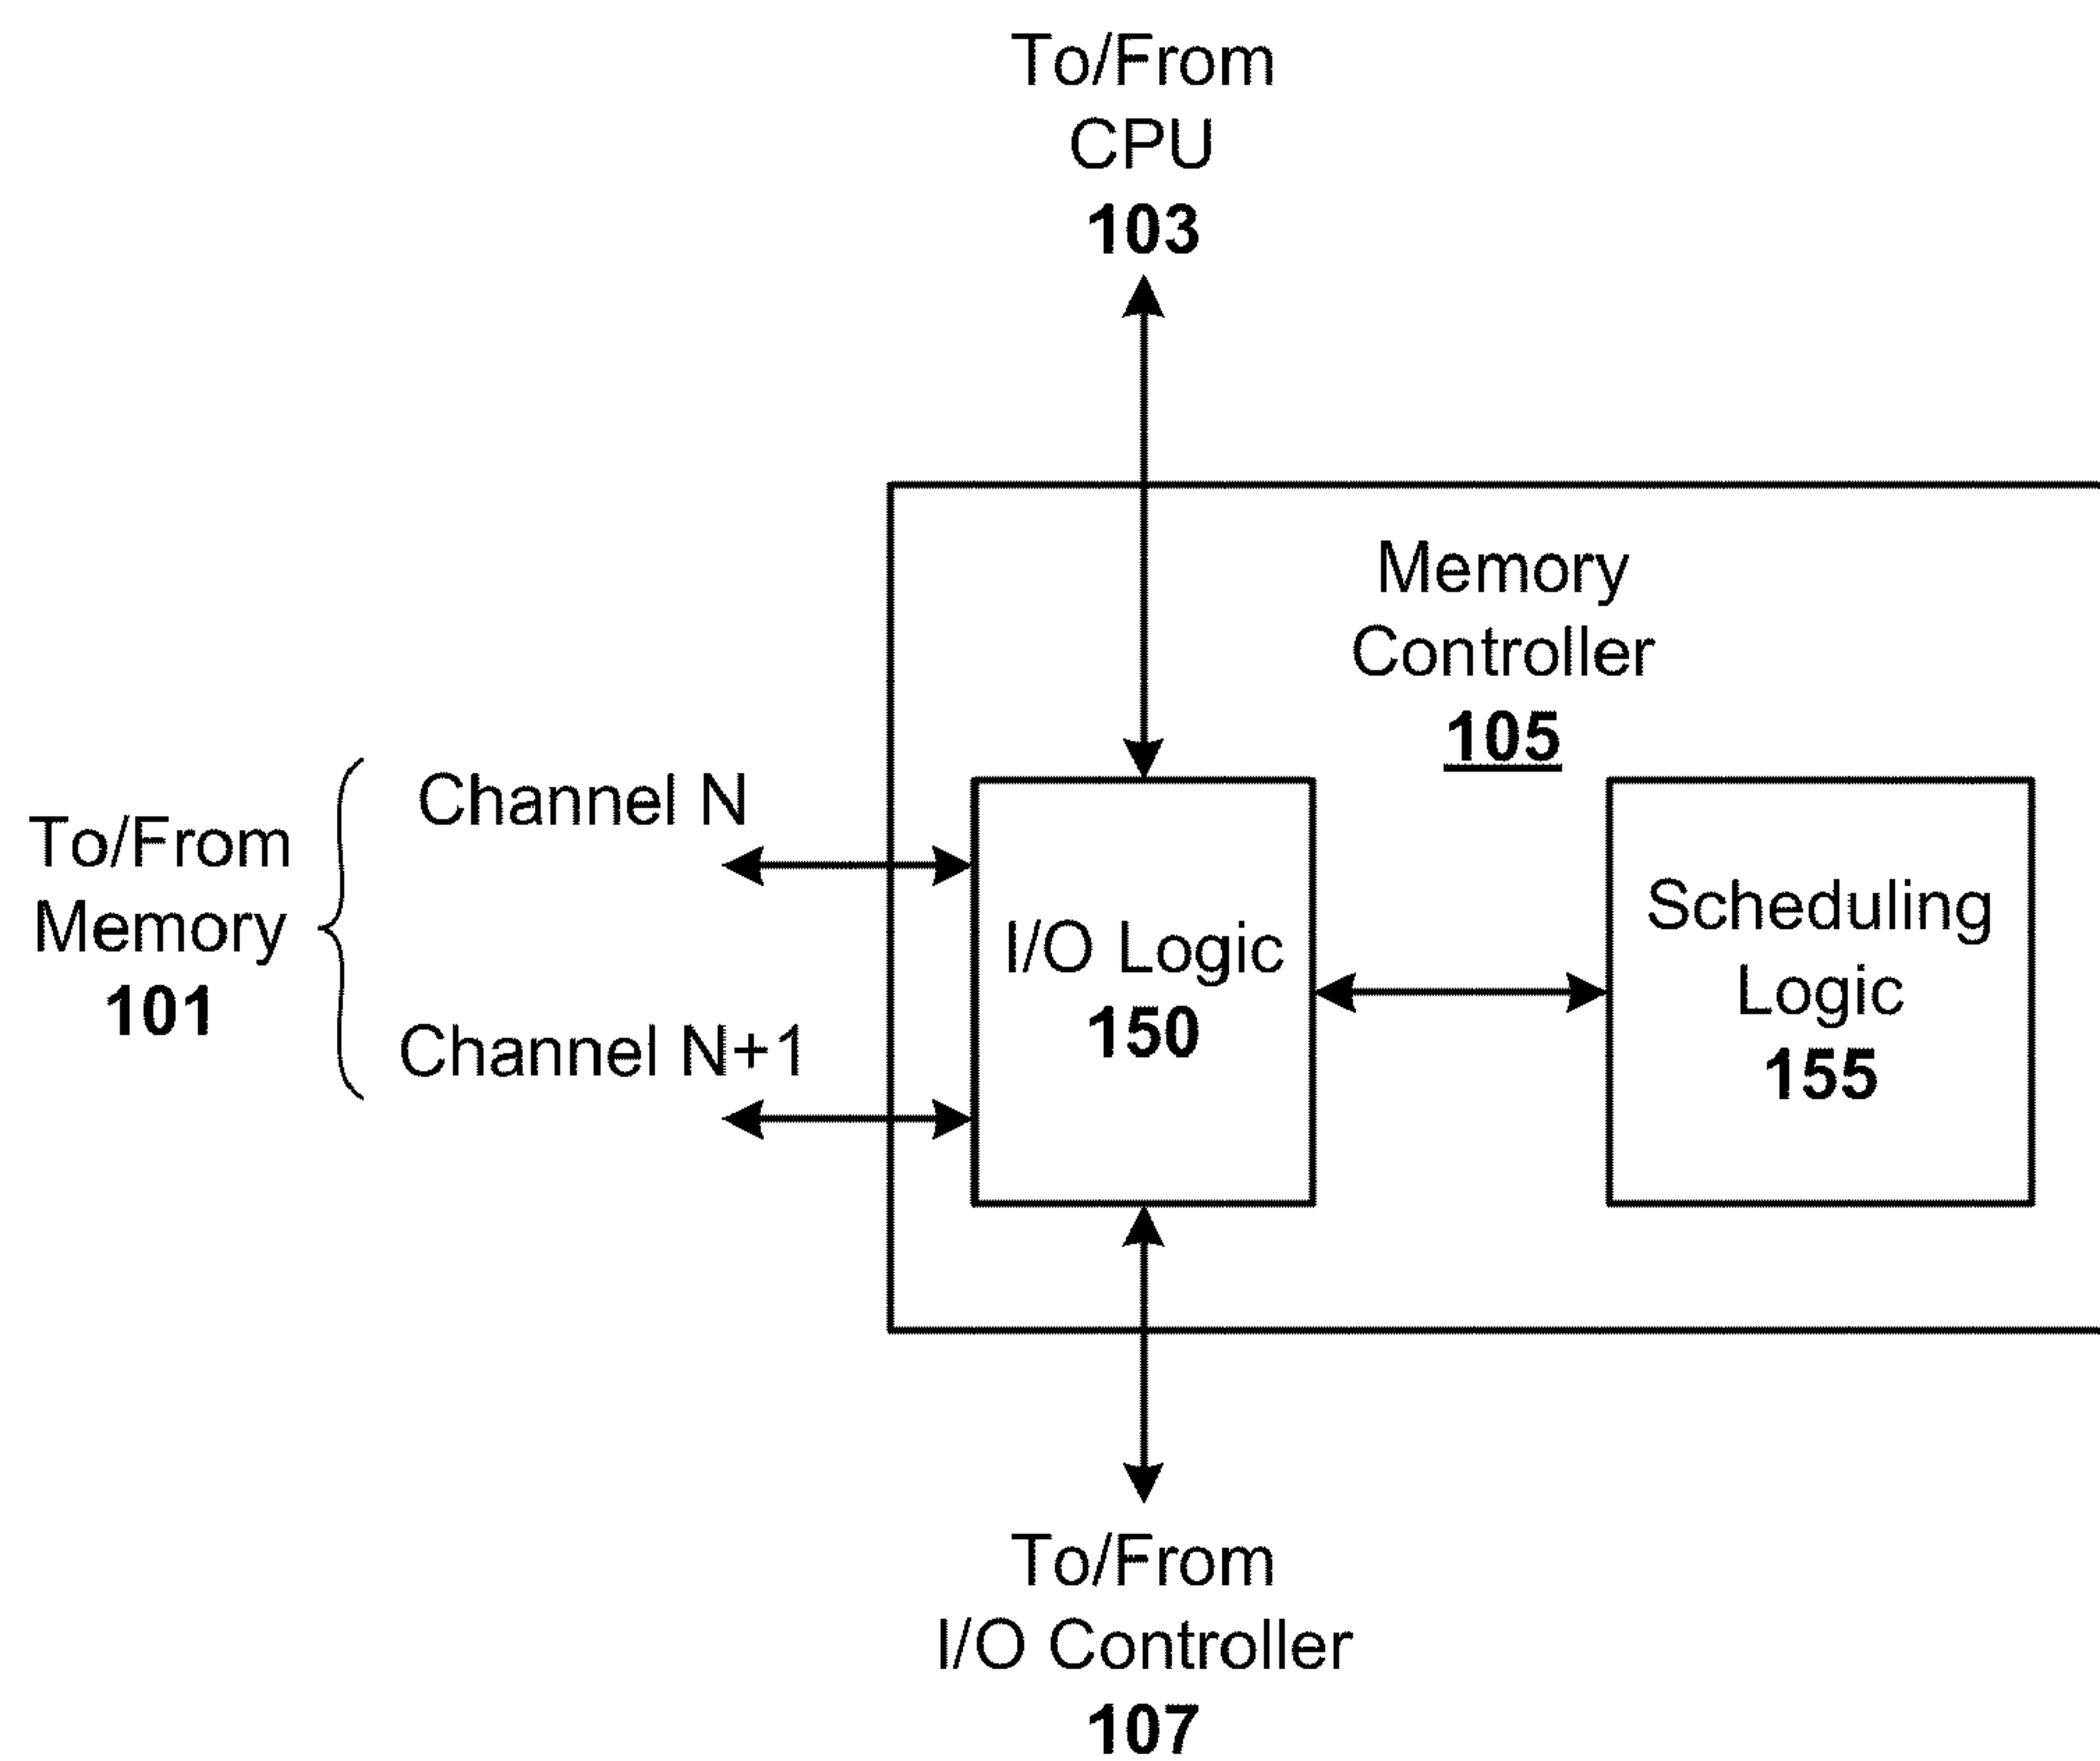 To/From
CPU
103
Memory
Controller
105
Channel N
To/From
Memory
101
Channel N+1
I/O Logic
150
Scheduling
Logic
155
To/From
I/O Controller
107